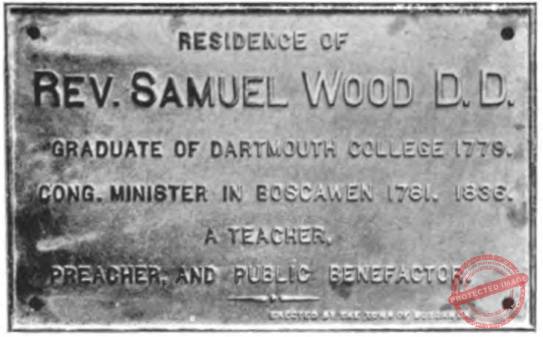 RESIDENCE OF
REV. SAMUEL WOOD D.D.
GRADUATE OF DARTMOUTH COLLEGE 1779.
CONG. MINISTER IN BOSCAWEN 1781. 1836.
A TEACHER,
PREACHER, AND PUBLIC BENEFACTOR.
ERECTED BY THE TOWN OF BOSCAWEN
PROTECTED IMAGE